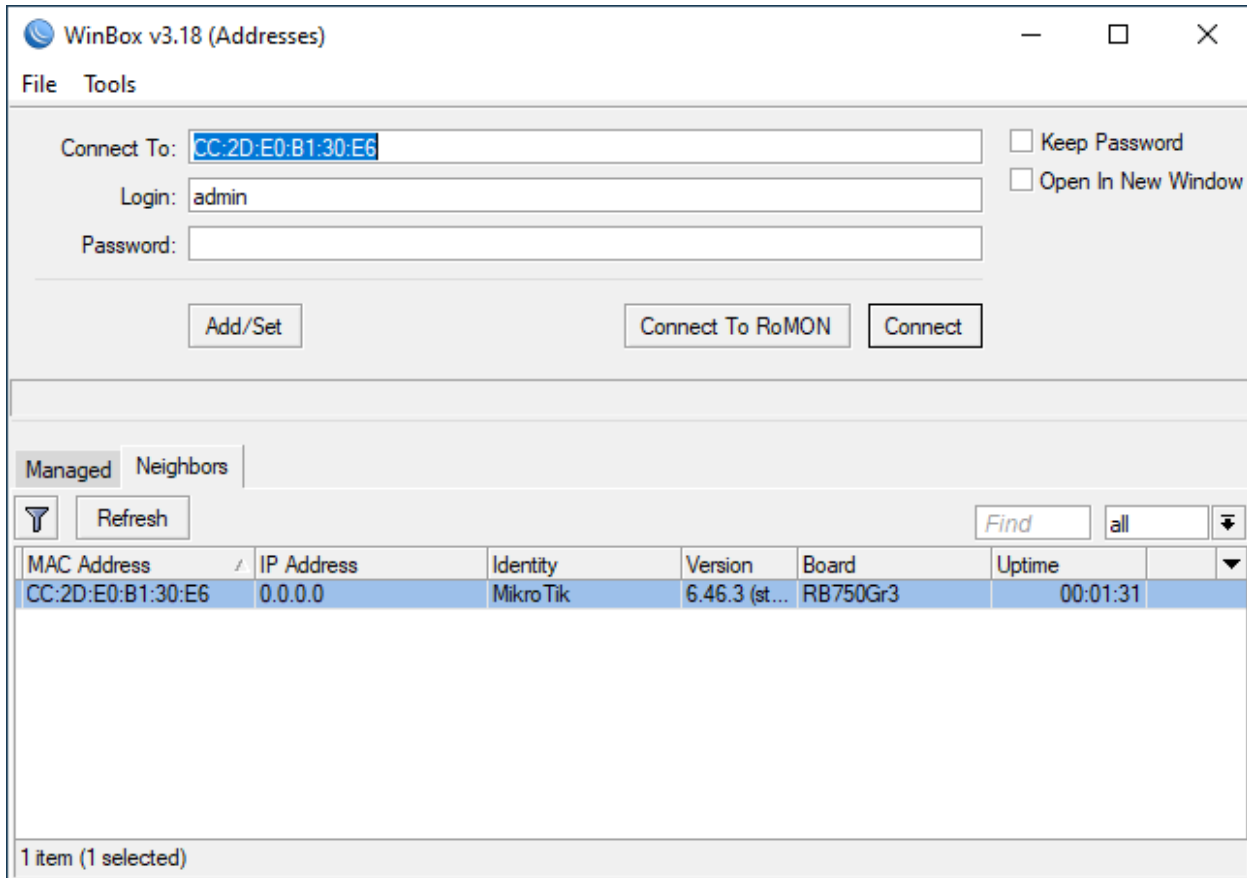 WinBox v3.18 (Addresses)
File Tools
Connect To: CC:2D:E0:B1:30:E6
Keep Password
Login: admin
Open In New Window
Password:
Add/Set Connect To RoMON Connect
Managed Neighbors
Refresh Find all
MAC Address IP Address Identity Version Board Uptime
CC:2D:E0:B1:30:E6 0.0.0.0 MikroTik 6.46.3 (st... RB750Gr3 00:01:31
1 item (1 selected)